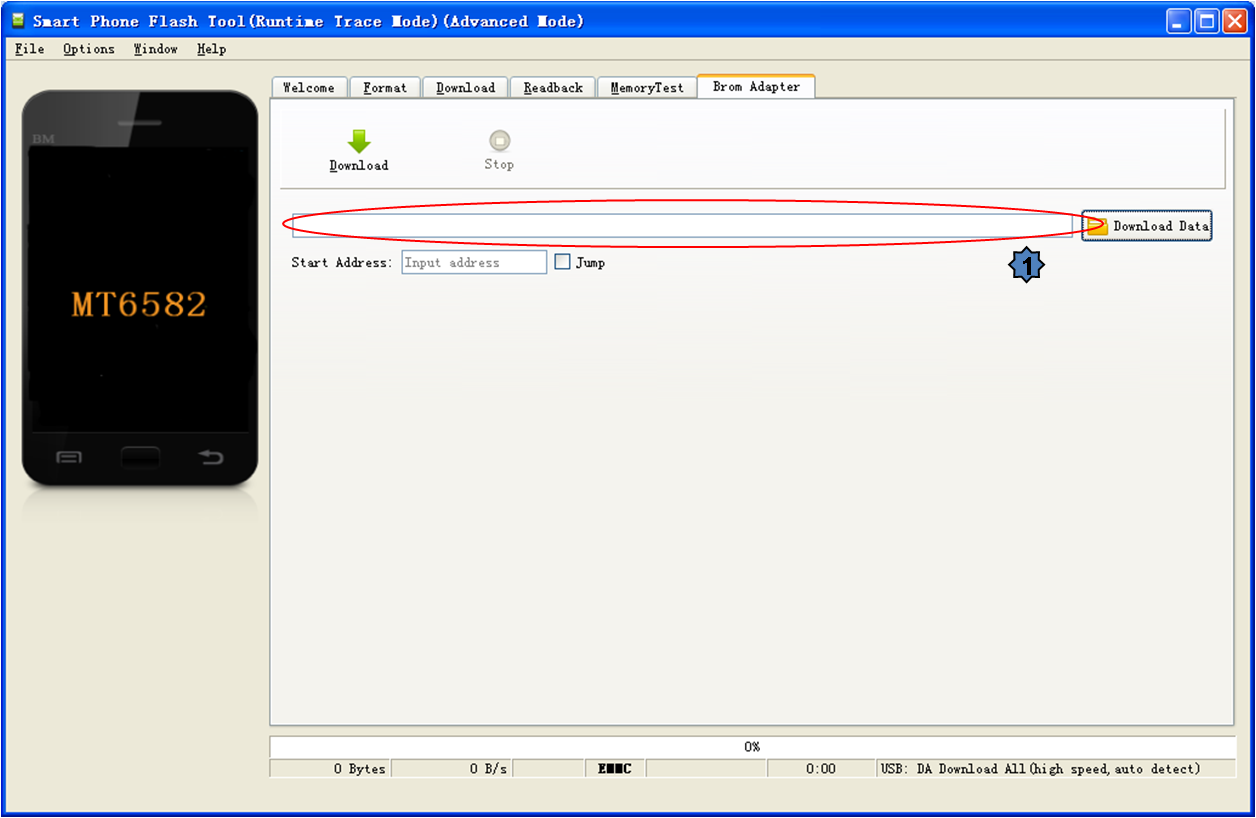 Smart Phone Flash Tool(Runtime Trace Mode)(Advanced Mode)
File Options Window Help
Welcome Format Download Readback MemoryTest Brom Adapter
BM
Download Stop
Download Data
Start Address: Input address Jump
1
MT6582
0%
0 Bytes 0 B/s EMMC 0:00 USB: DA Download All(high speed,auto detect)